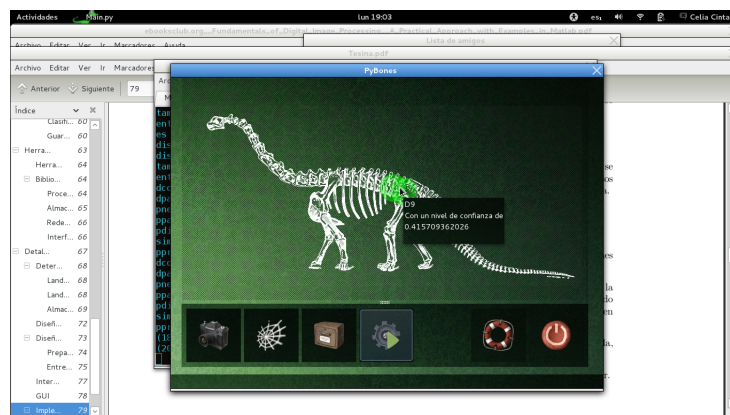 Actividades
Main.py
lun 19:03
es₁
Celia Cinta
ebooksclub.org__Fundamentals_of_Digital_Image_Processing__A_Practical_Approach_with_Examples_in_Matlab.pdf
Lista de amigos
Archivo Editar Ver Ir Marcadores Ayuda
Tesina.pdf
Archivo Editar Ver Ir Marcadores
PyBones
Anterior
Siguiente
79
Índice
Clasifi... 60
Guar... 60
Herra... 63
Herra... 64
Biblio... 64
Proce... 64
Almac... 65
Rede... 66
Interf... 66
Detal... 67
Deter... 68
Land... 68
Land... 68
Almac... 69
Diseñ... 72
Diseñ... 73
Prepa... 74
Entre... 75
Inter... 77
GUI 78
Imple... 79
D9
Con un nivel de confianza de
0.415709362026